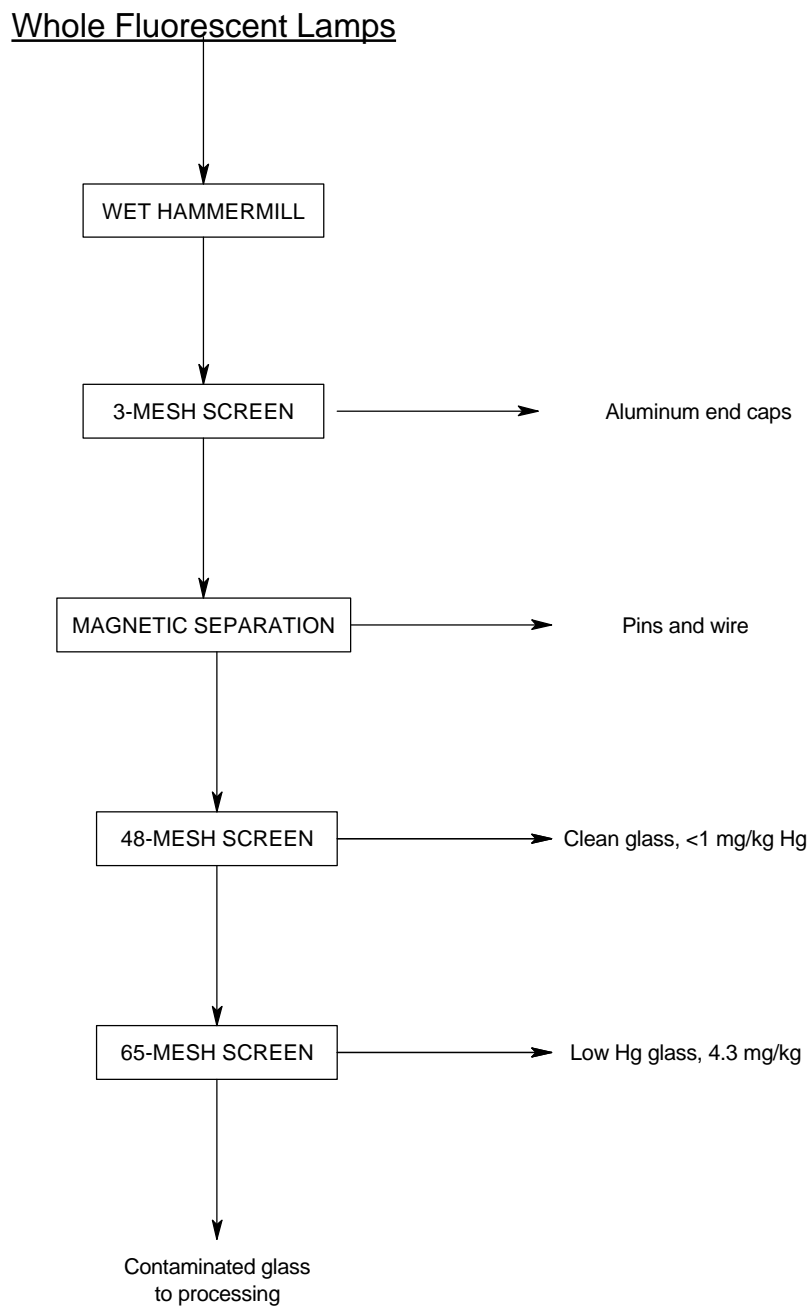 Whole Fluorescent Lamps
WET HAMMERMILL
3-MESH SCREEN
Aluminum end caps
MAGNETIC SEPARATION
Pins and wire
48-MESH SCREEN
Clean glass, <1 mg/kg Hg
65-MESH SCREEN
Low Hg glass, 4.3 mg/kg
Contaminated glass
to processing